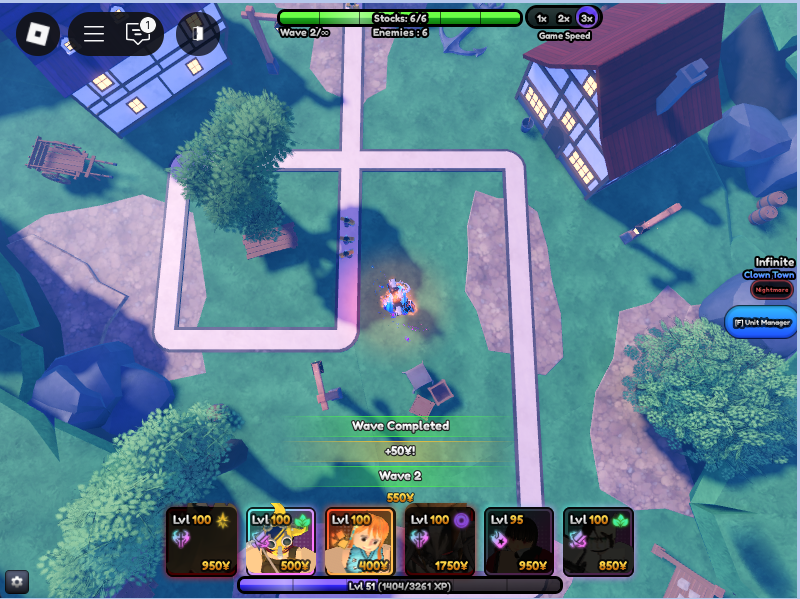 1
Stocks: 6/6
Wave 2/∞
Enemies : 6
1x 2x 3x
Game Speed
Infinite
Clown Town
Nightmare
[F] Unit Manager
Wave Completed
+50¥!
Wave 2
550¥
Lvl 100
950¥
Lvl 100
500¥
Lvl 100
400¥
Lvl 100
1750¥
Lvl 95
950¥
Lvl 100
850¥
Lvl 51 (1404/3261 XP)